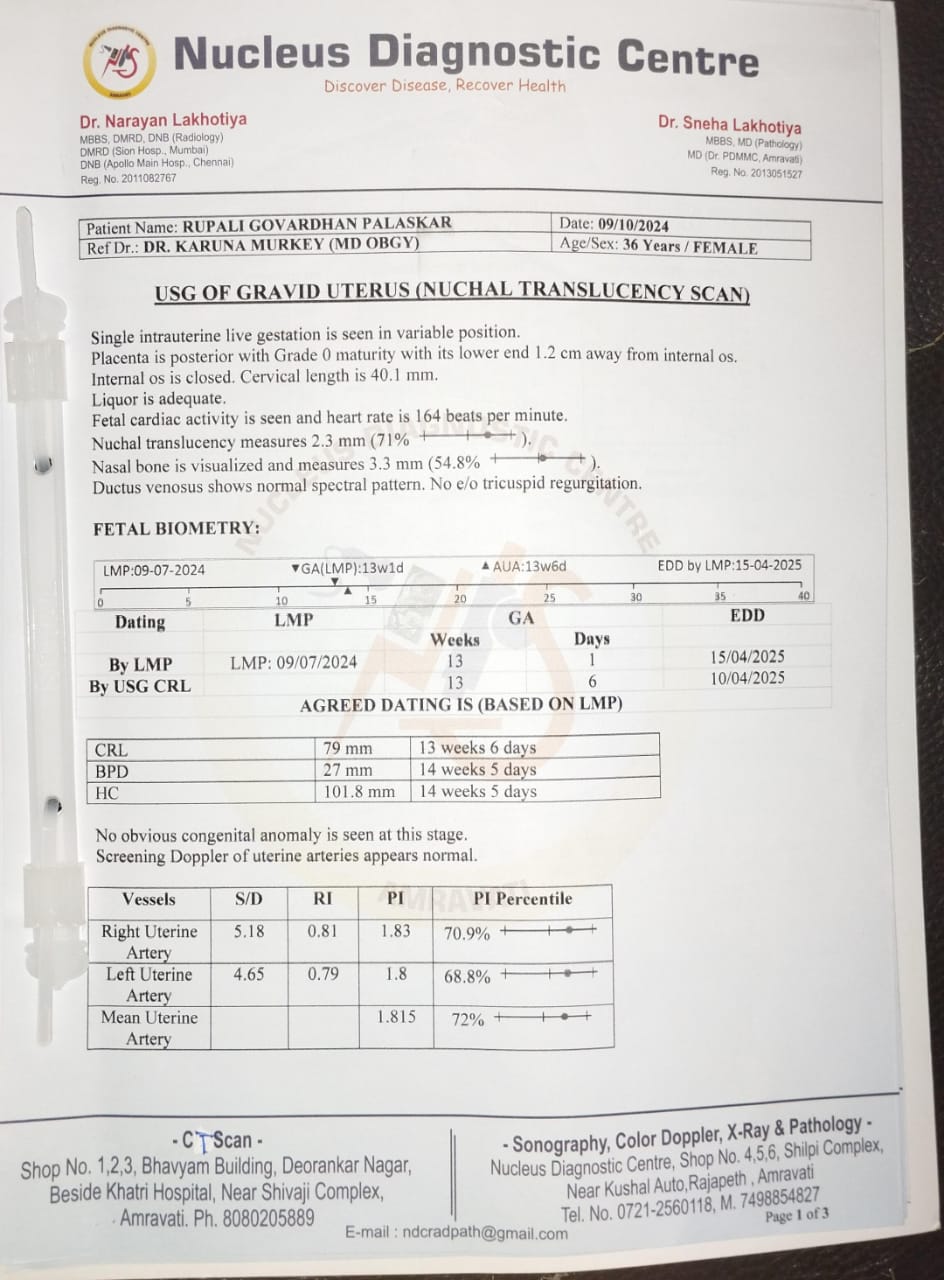 Nucleus Diagnostic Centre
Discover Disease, Recover Health
Dr. Narayan Lakhotiya
MBBS, DMRD, DNB (Radiology)
DMRD (Sion Hosp., Mumbai)
DNB (Apollo Main Hosp., Chennai)
Reg. No. 2011082767
Dr. Sneha Lakhotiya
MBBS, MD (Pathology)
MD (Dr. PDMMC, Amravati)
Reg. No. 2013051527
Patient Name: RUPALI GOVARDHAN PALASKAR Date: 09/10/2024
Ref Dr.: DR. KARUNA MURKEY (MD OBGY) Age/Sex: 36 Years / FEMALE
USG OF GRAVID UTERUS (NUCHAL TRANSLUCENCY SCAN)
Single intrauterine live gestation is seen in variable position.
Placenta is posterior with Grade 0 maturity with its lower end 1.2 cm away from internal os.
Internal os is closed. Cervical length is 40.1 mm.
Liquor is adequate.
Fetal cardiac activity is seen and heart rate is 164 beats per minute.
Nuchal translucency measures 2.3 mm (71% ).
Nasal bone is visualized and measures 3.3 mm (54.8% ).
Ductus venosus shows normal spectral pattern. No e/o tricuspid regurgitation.
FETAL BIOMETRY:
LMP:09-07-2024 ▼GA(LMP):13w1d ▲AUA:13w6d EDD by LMP:15-04-2025
0 5 10 15 20 25 30 35 40
Dating LMP GA EDD
Weeks Days
By LMP LMP: 09/07/2024 13 1 15/04/2025
By USG CRL 13 6 10/04/2025
AGREED DATING IS (BASED ON LMP)
CRL 79 mm 13 weeks 6 days
BPD 27 mm 14 weeks 5 days
HC 101.8 mm 14 weeks 5 days
No obvious congenital anomaly is seen at this stage.
Screening Doppler of uterine arteries appears normal.
Vessels S/D RI PI PI Percentile
Right Uterine Artery 5.18 0.81 1.83 70.9%
Left Uterine Artery 4.65 0.79 1.8 68.8%
Mean Uterine Artery 1.815 72%
NUCLEUS DIAGNOSTIC CENTRE
AMRAVATI
- CT Scan -
Shop No. 1,2,3, Bhavyam Building, Deorankar Nagar,
Beside Khatri Hospital, Near Shivaji Complex,
Amravati. Ph. 8080205889
- Sonography, Color Doppler, X-Ray & Pathology -
Nucleus Diagnostic Centre, Shop No. 4,5,6, Shilpi Complex,
Near Kushal Auto,Rajapeth , Amravati
Tel. No. 0721-2560118, M. 7498854827
E-mail : ndcradpath@gmail.com
Page 1 of 3